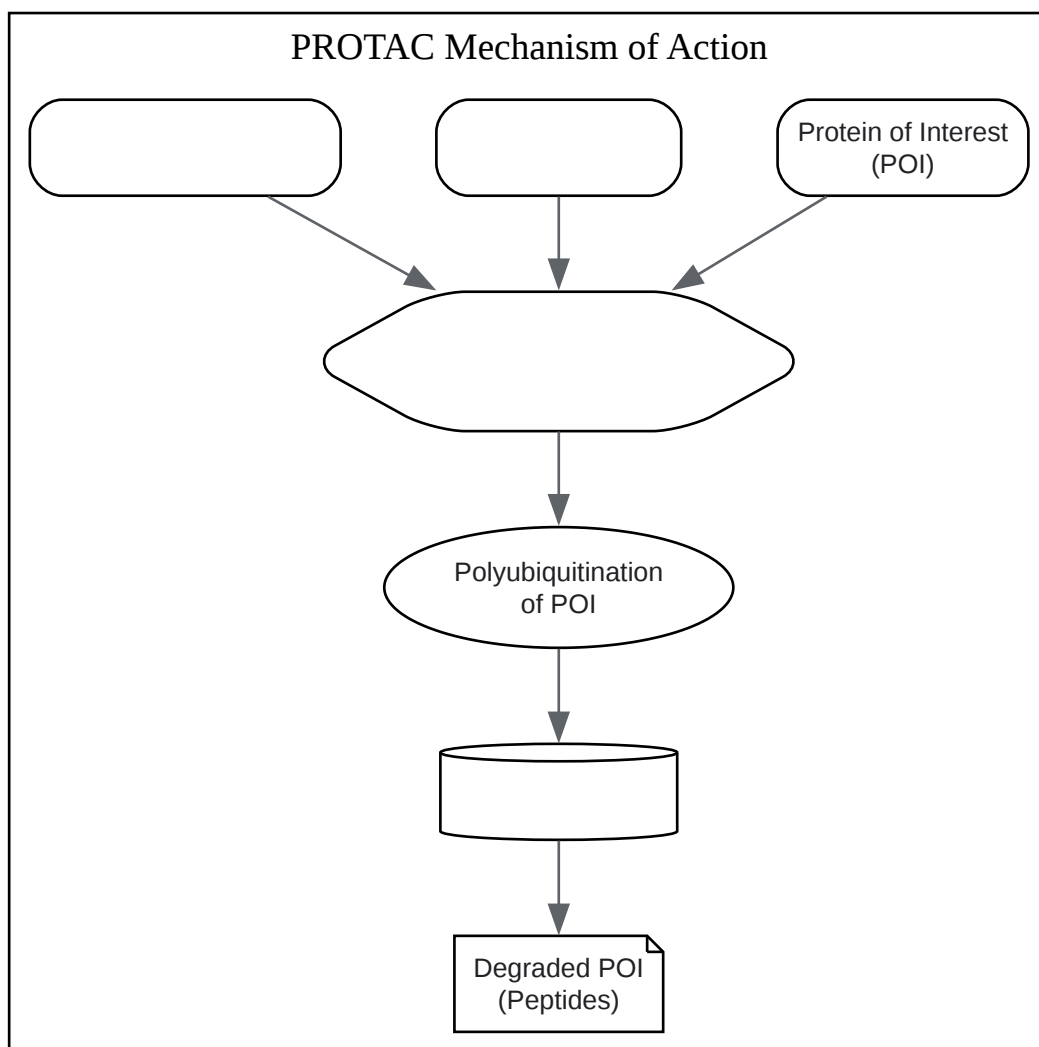 PROTAC Mechanism of Action
Protein of Interest
(POI)
Polyubiquitination
of POI
Degraded POI
(Peptides)